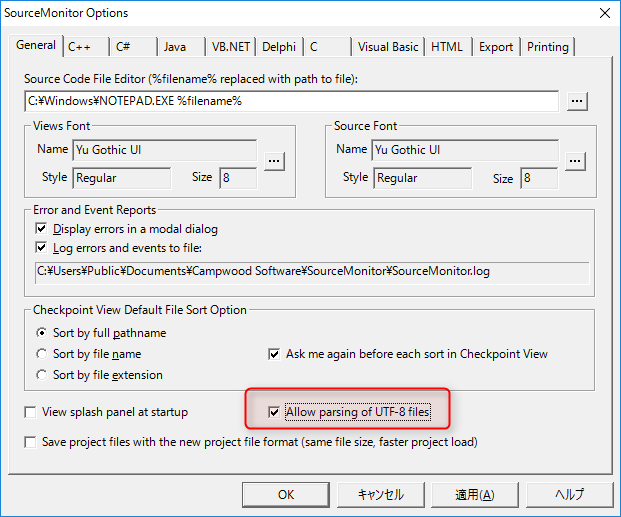 SourceMonitor Options
General
C++
C#
Java
VB.NET
Delphi
C
Visual Basic
HTML
Export
Printing
Source Code File Editor (%filename% replaced with path to file):
C:¥Windows¥NOTEPAD.EXE %filename%
...
Views Font
Name Yu Gothic UI
...
Style Regular Size 8
Source Font
Name Yu Gothic UI
...
Style Regular Size 8
Error and Event Reports
Display errors in a modal dialog
Log errors and events to file:
C:¥Users¥Public¥Documents¥Campwood Software¥SourceMonitor¥SourceMonitor.log
Checkpoint View Default File Sort Option
Sort by full pathname
Sort by file name
Ask me again before each sort in Checkpoint View
Sort by file extension
View splash panel at startup
Allow parsing of UTF-8 files
Save project files with the new project file format (same file size, faster project load)
OK
キャンセル
適用(A)
ヘルプ